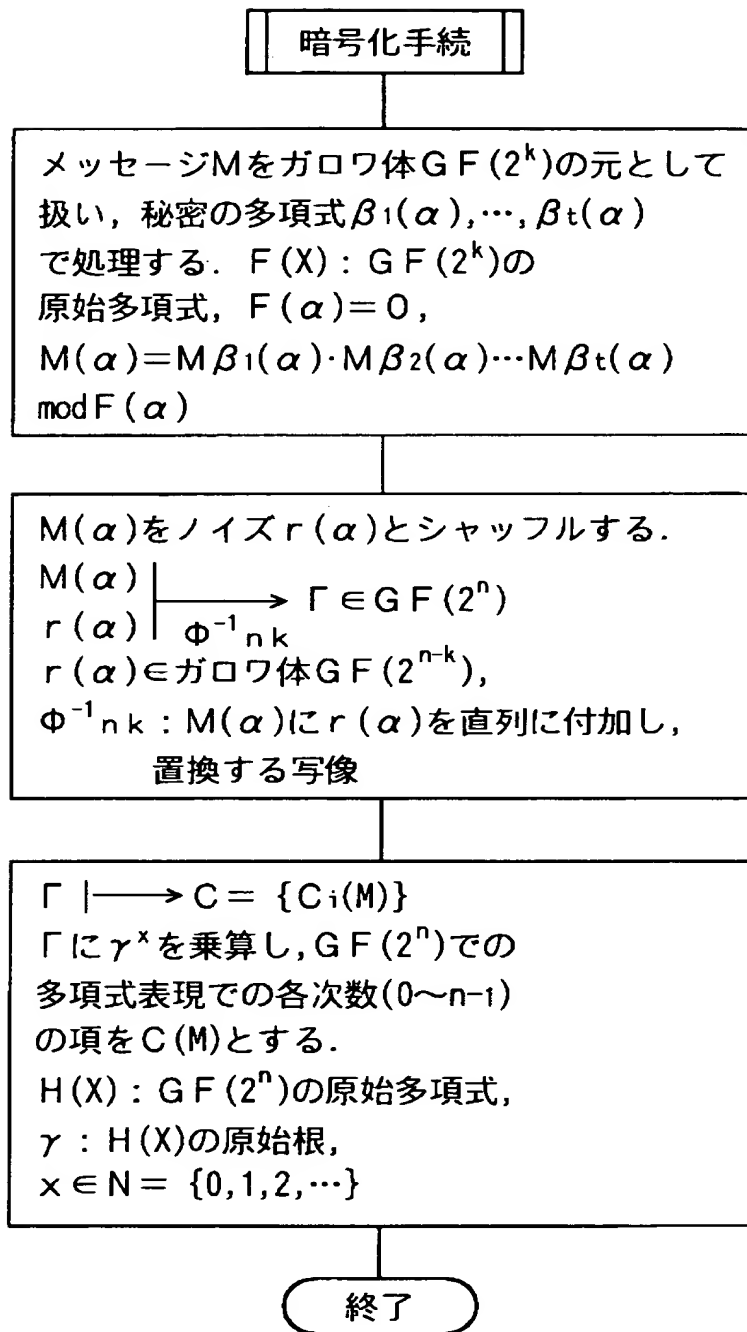 暗号化手続
メッセージMをガロワ体GF(2^k)の元として
扱い，秘密の多項式β1(α),…,βt(α)
で処理する．F(X)：GF(2^k)の
原始多項式，F(α)＝0，
M(α)＝Mβ1(α)·Mβ2(α)…Mβt(α)
modF(α)
M(α)をノイズr(α)とシャッフルする．
M(α)
r(α) |⟶ Γ∈GF(2^n)
Φ^-1nk
r(α)∈ガロワ体GF(2^n-k)，
Φ^-1nk：M(α)にr(α)を直列に付加し，
置換する写像
Γ |⟶ C＝{Ci(M)}
Γにγ^xを乗算し，GF(2^n)での
多項式表現での各次数(0〜n-1)
の項をC(M)とする．
H(X)：GF(2^n)の原始多項式，
γ：H(X)の原始根，
x∈N＝{0,1,2,…}
終了